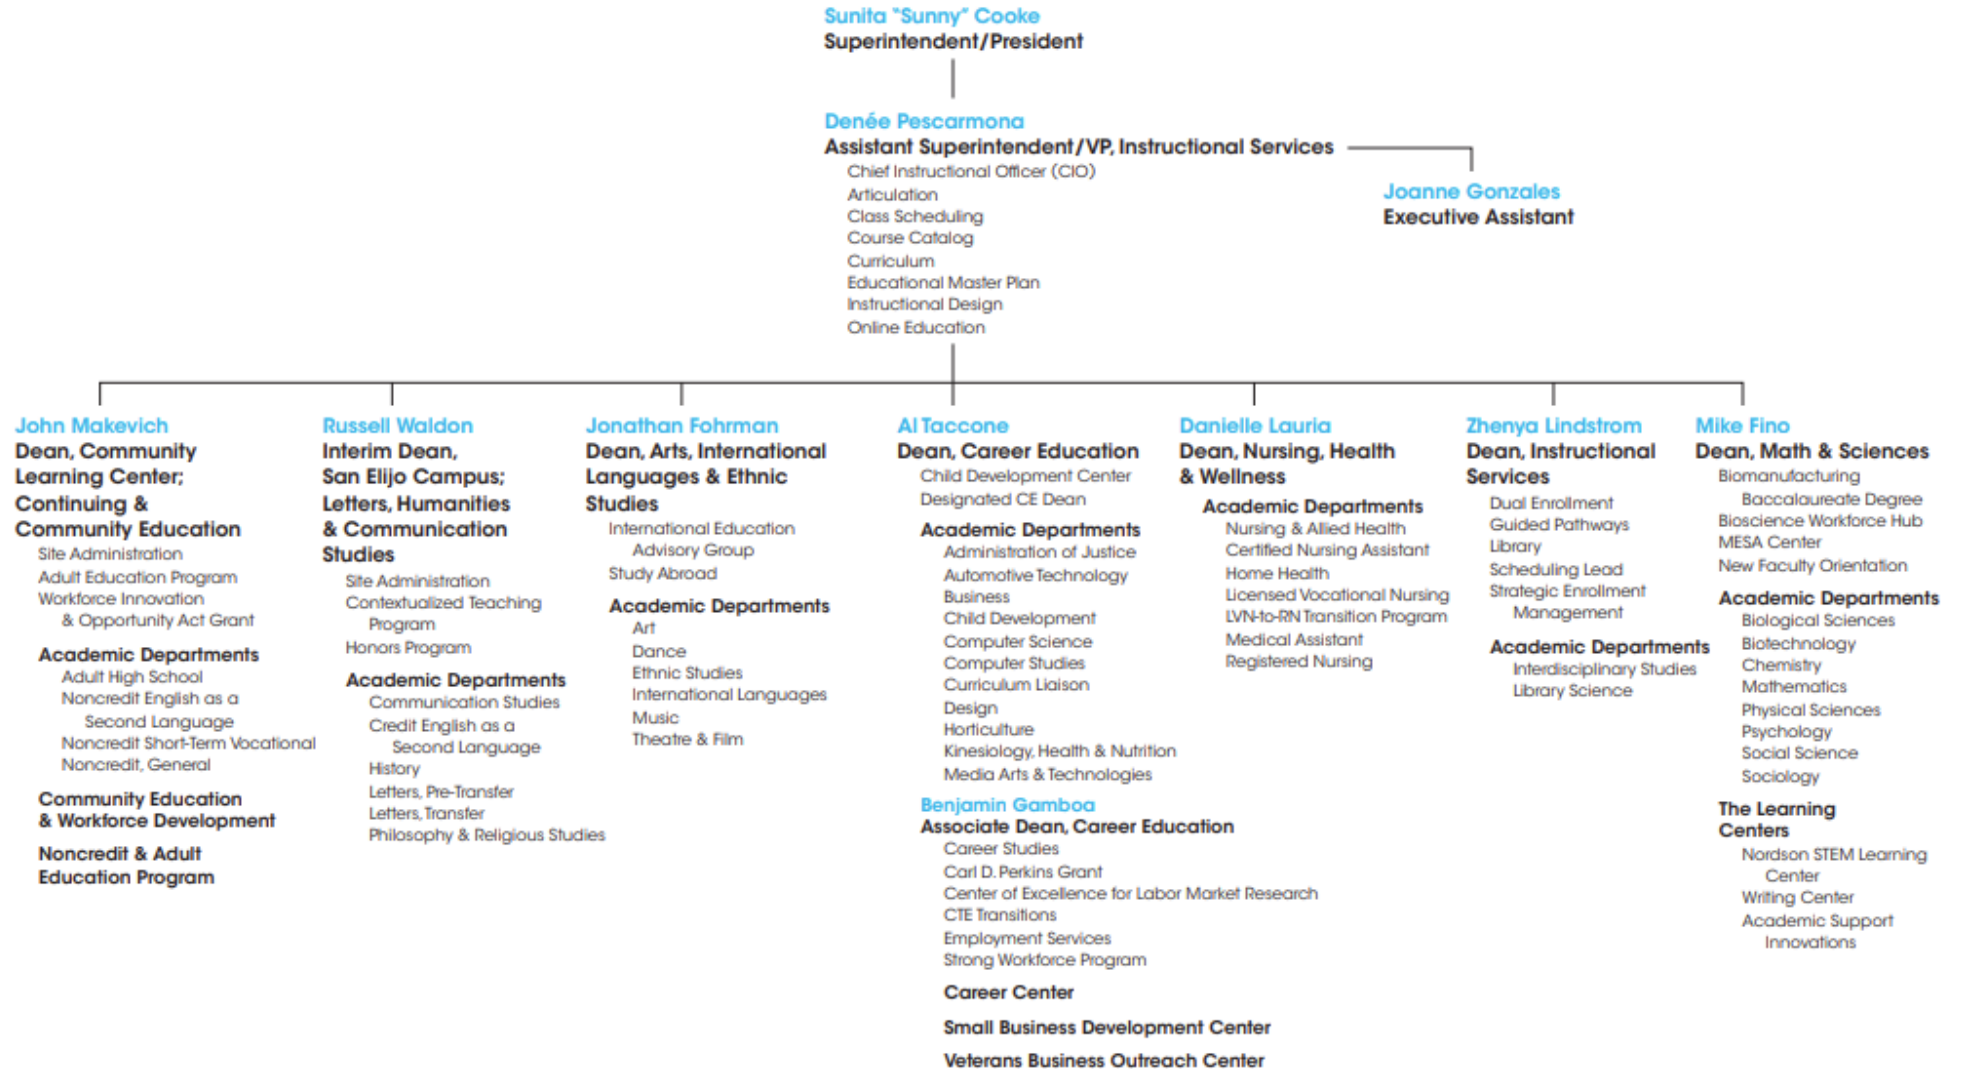 Sunita "Sunny" Cooke
Superintendent/President
Denée Pescarmona
Assistant Superintendent/VP, Instructional Services
Chief Instructional Officer (CIO)
Articulation
Class Scheduling
Course Catalog
Curriculum
Educational Master Plan
Instructional Design
Online Education
Joanne Gonzales
Executive Assistant
John Makevich
Dean, Community
Learning Center;
Continuing &
Community Education
Site Administration
Adult Education Program
Workforce Innovation
& Opportunity Act Grant
Academic Departments
Adult High School
Noncredit English as a
Second Language
Noncredit Short-Term Vocational
Noncredit, General
Community Education
& Workforce Development
Noncredit & Adult
Education Program
Russell Waldon
Interim Dean,
San Elijo Campus;
Letters, Humanities
& Communication
Studies
Site Administration
Contextualized Teaching
Program
Honors Program
Academic Departments
Communication Studies
Credit English as a
Second Language
History
Letters, Pre-Transfer
Letters, Transfer
Philosophy & Religious Studies
Jonathan Fohrman
Dean, Arts, International
Languages & Ethnic
Studies
International Education
Advisory Group
Study Abroad
Academic Departments
Art
Dance
Ethnic Studies
International Languages
Music
Theatre & Film
Al Taccone
Dean, Career Education
Child Development Center
Designated CE Dean
Academic Departments
Administration of Justice
Automotive Technology
Business
Child Development
Computer Science
Computer Studies
Curriculum Liaison
Design
Horticulture
Kinesiology, Health & Nutrition
Media Arts & Technologies
Benjamin Gamboa
Associate Dean, Career Education
Career Studies
Carl D. Perkins Grant
Center of Excellence for Labor Market Research
CTE Transitions
Employment Services
Strong Workforce Program
Career Center
Small Business Development Center
Veterans Business Outreach Center
Danielle Lauria
Dean, Nursing, Health
& Wellness
Academic Departments
Nursing & Allied Health
Certified Nursing Assistant
Home Health
Licensed Vocational Nursing
LVN-to-RN Transition Program
Medical Assistant
Registered Nursing
Zhenya Lindstrom
Dean, Instructional
Services
Dual Enrollment
Guided Pathways
Library
Scheduling Lead
Strategic Enrollment
Management
Academic Departments
Interdisciplinary Studies
Library Science
Mike Fino
Dean, Math & Sciences
Biomanufacturing
Baccalaureate Degree
Bioscience Workforce Hub
MESA Center
New Faculty Orientation
Academic Departments
Biological Sciences
Biotechnology
Chemistry
Mathematics
Physical Sciences
Psychology
Social Science
Sociology
The Learning
Centers
Nordson STEM Learning
Center
Writing Center
Academic Support
Innovations